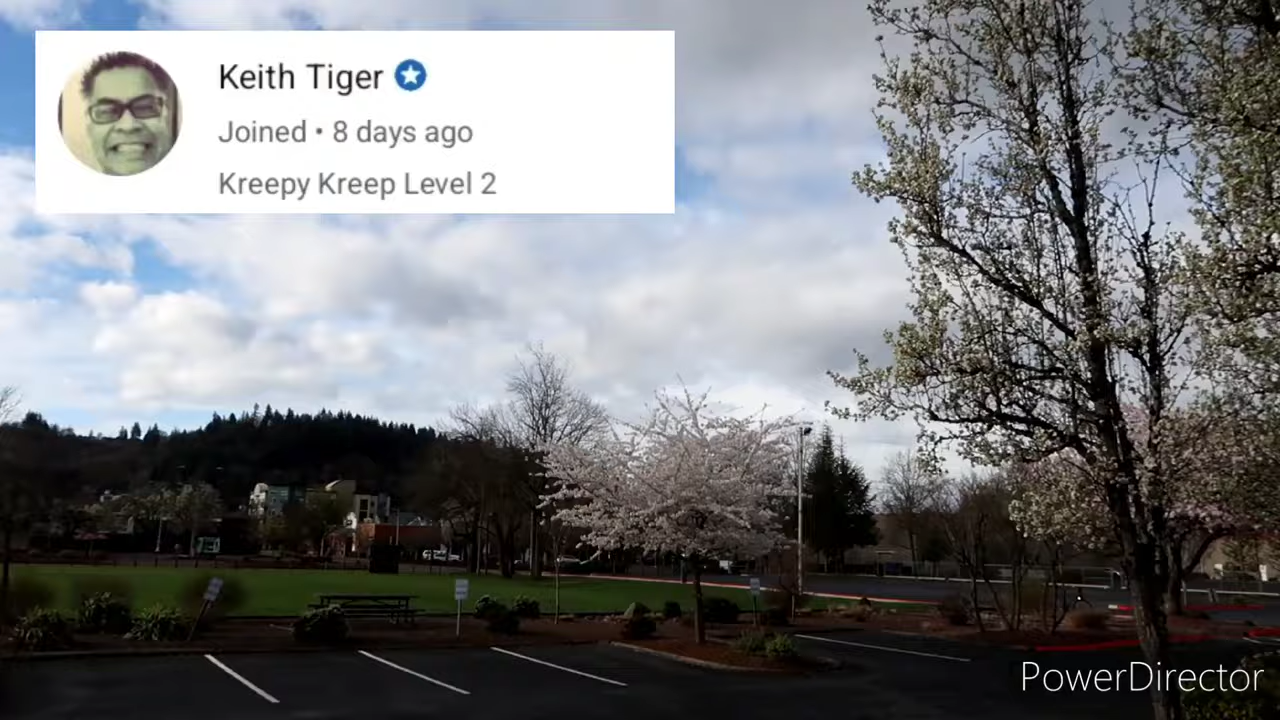 Keith Tiger
Joined • 8 days ago
Kreepy Kreep Level 2
PowerDirector